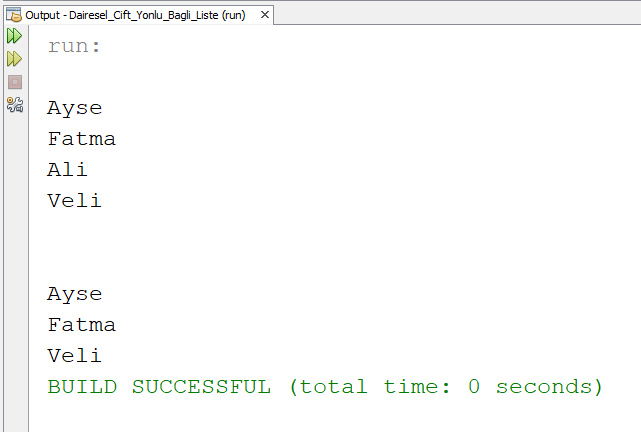 Output - Dairesel_Cift_Yonlu_Bagli_Liste (run)
run:
Ayse
Fatma
Ali
Veli
Ayse
Fatma
Veli
BUILD SUCCESSFUL (total time: 0 seconds)